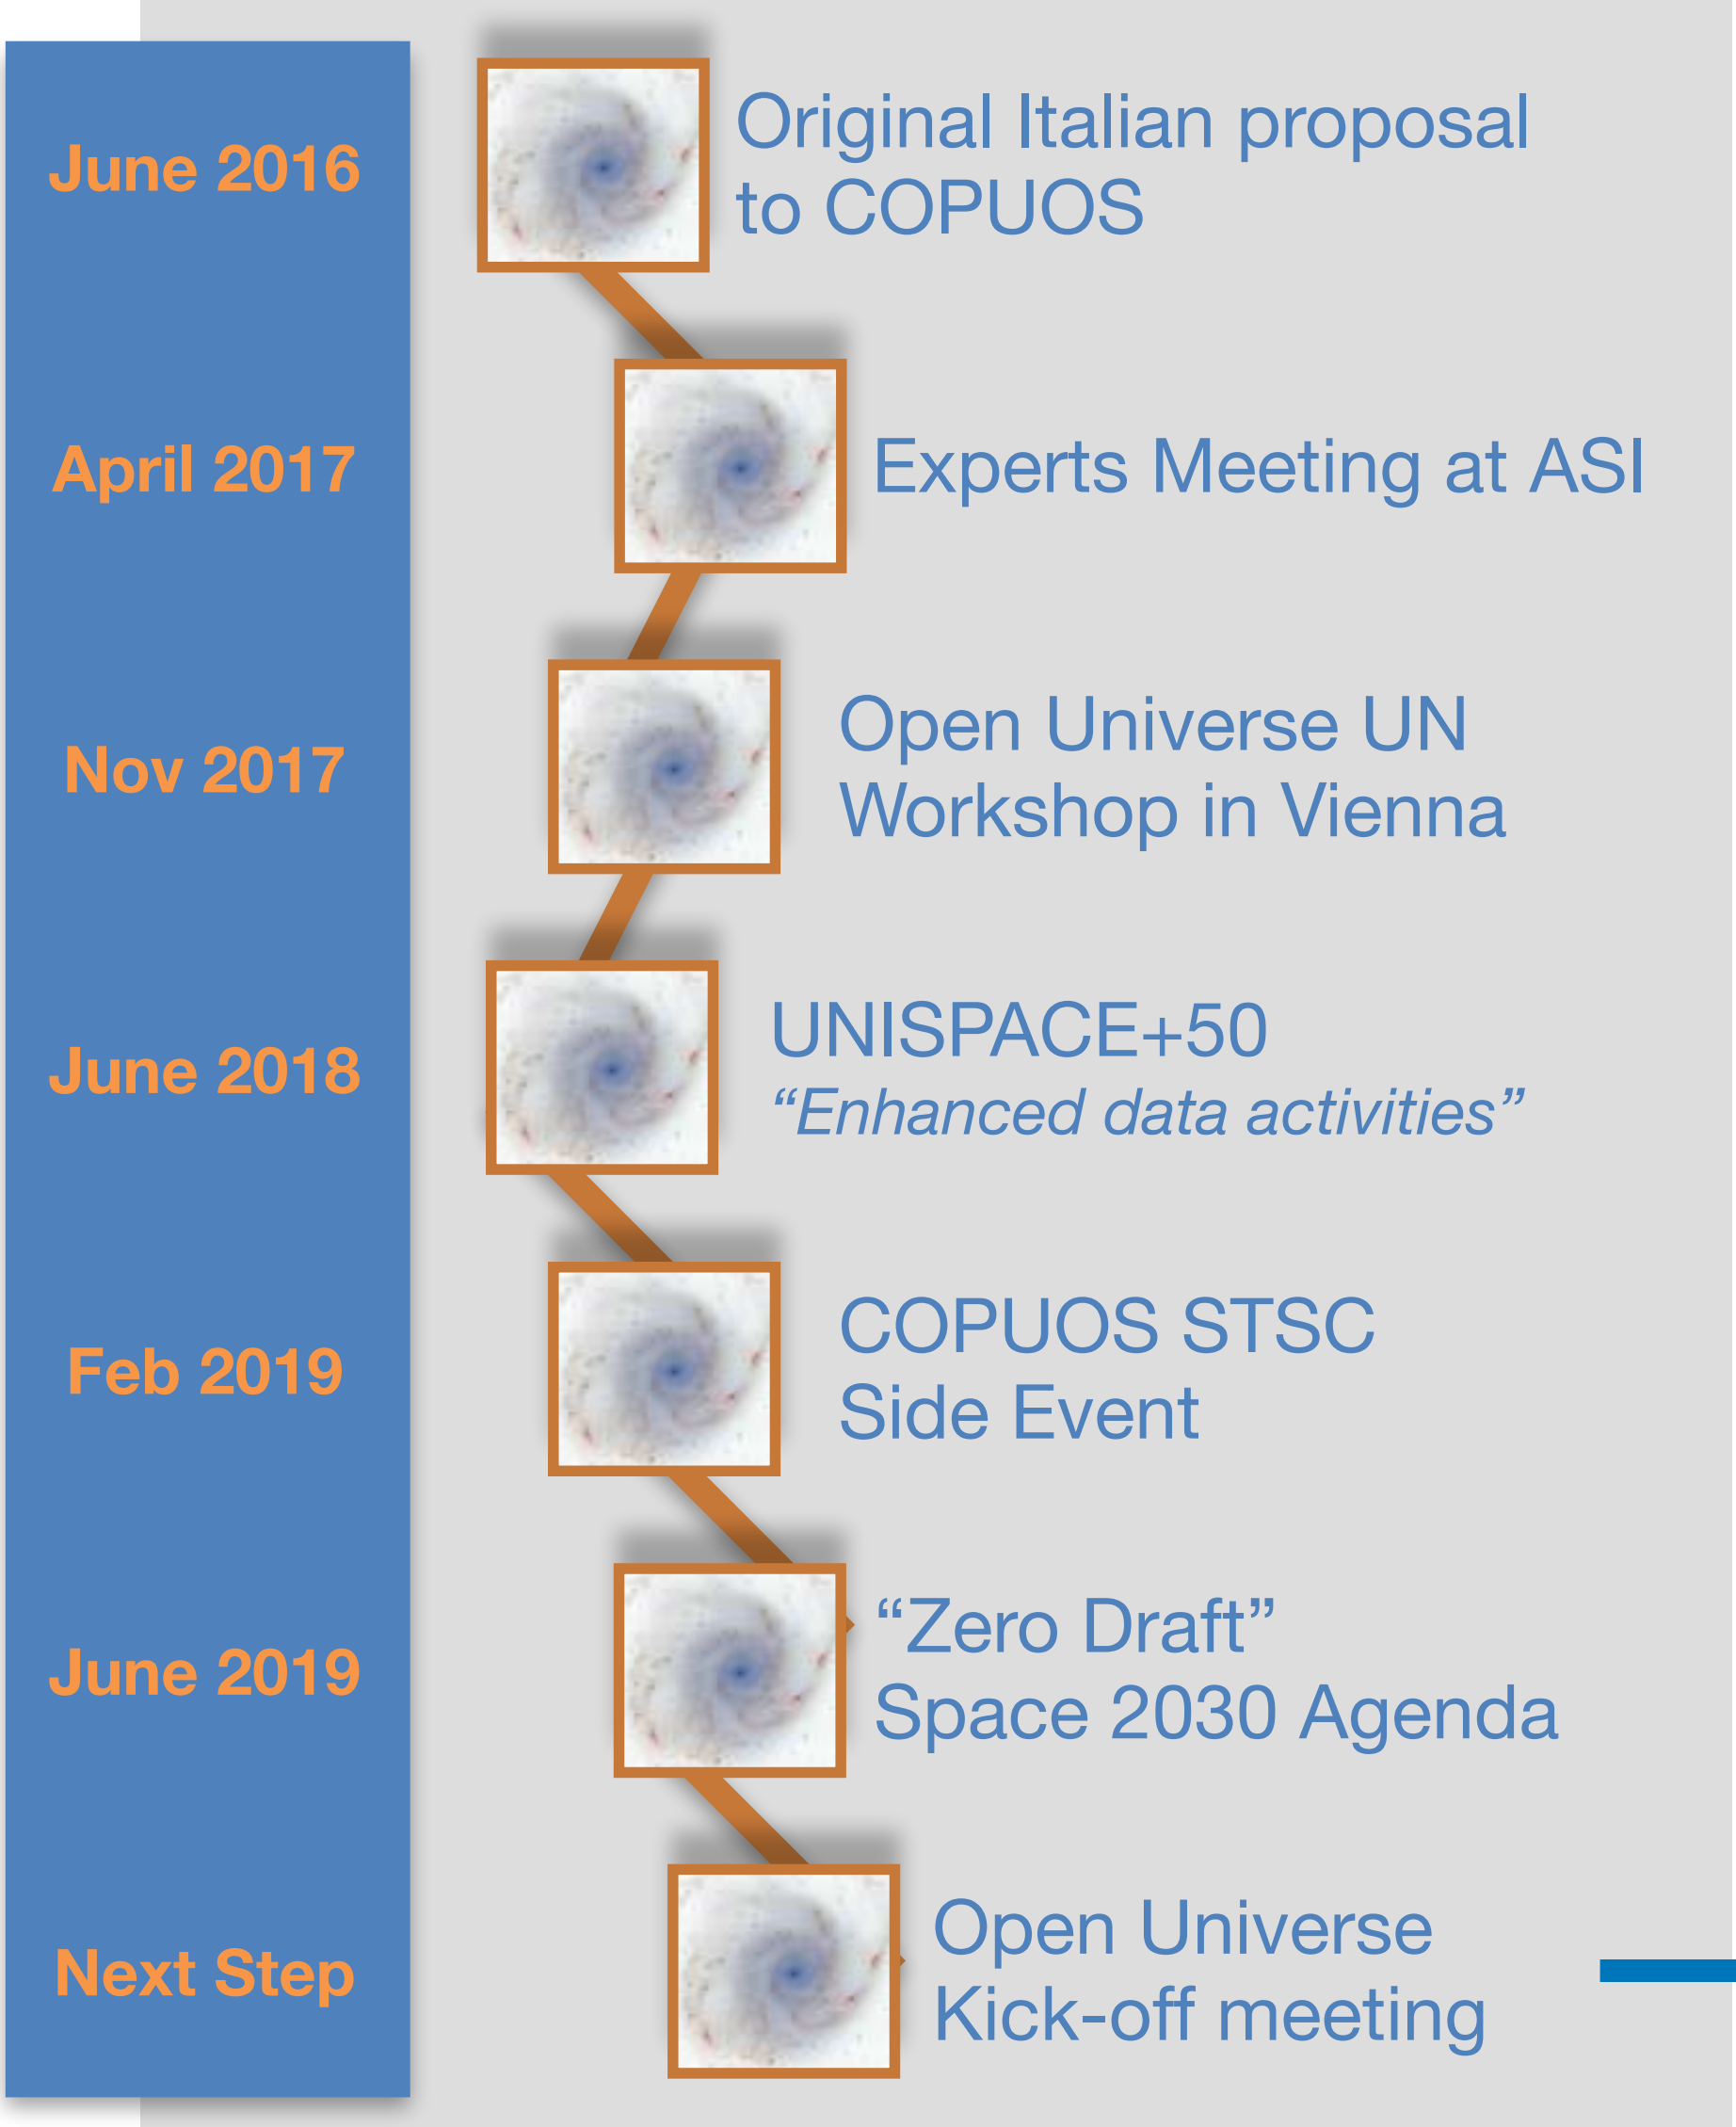 June 2016
Original Italian proposal
to COPUOS
April 2017
Experts Meeting at ASI
Nov 2017
Open Universe UN
Workshop in Vienna
June 2018
UNISPACE+50
“Enhanced data activities”
Feb 2019
COPUOS STSC
Side Event
June 2019
“Zero Draft”
Space 2030 Agenda
Next Step
Open Universe
Kick-off meeting